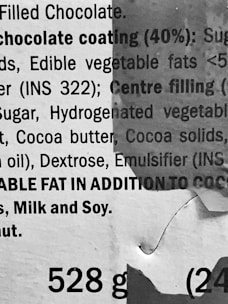 Filled Chocolate.
chocolate coating (40%): Sug
ds, Edible vegetable fats <5
er (INS 322); Centre filling (
Sugar, Hydrogenated vegetabl
t, Cocoa butter, Cocoa solids,
oil), Dextrose, Emulsifier (INS
ABLE FAT IN ADDITION TO COC
s, Milk and Soy.
ut.
528 g (24